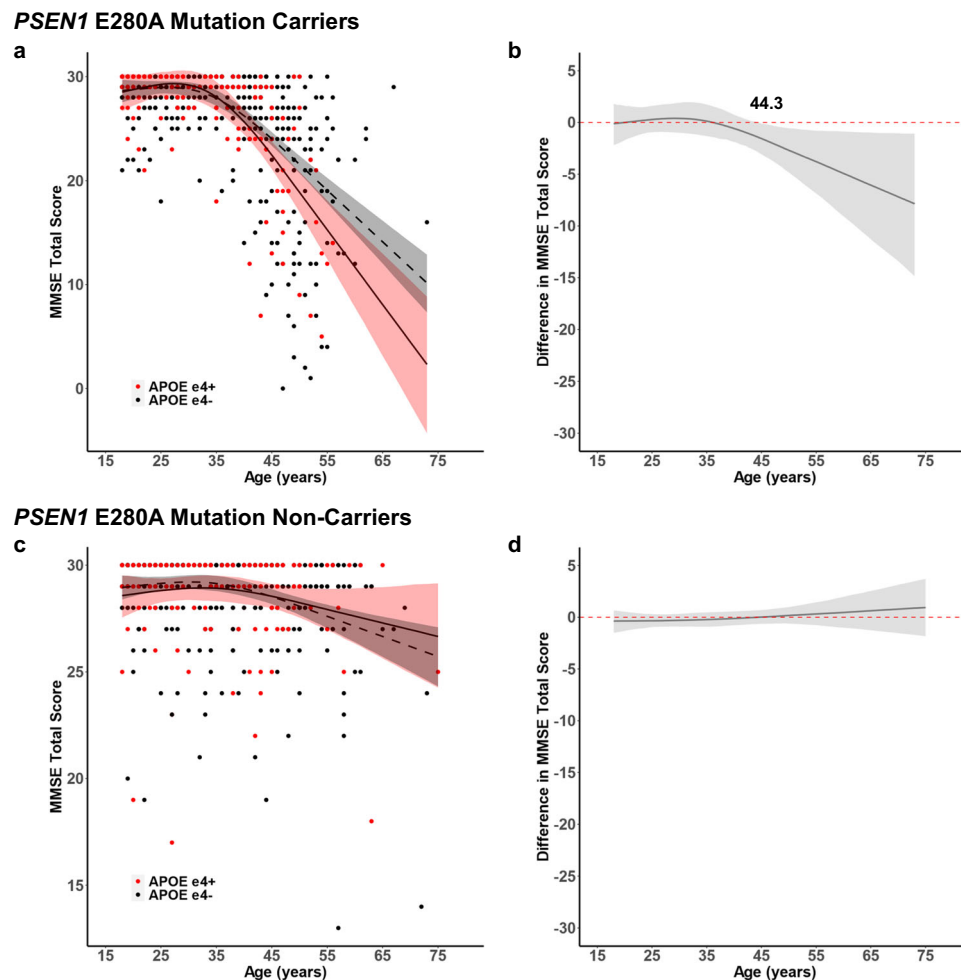 PSEN1 E280A Mutation Carriers
a
MMSE Total Score
30
20
10
0
APOE e4+
APOE e4-
15 25 35 45 55 65 75
Age (years)
b
Difference in MMSE Total Score
5
0
-5
-10
-15
-20
-25
-30
44.3
15 25 35 45 55 65 75
Age (years)
PSEN1 E280A Mutation Non-Carriers
c
MMSE Total Score
30
25
20
15
APOE e4+
APOE e4-
15 25 35 45 55 65 75
Age (years)
d
Difference in MMSE Total Score
5
0
-5
-10
-15
-20
-25
-30
15 25 35 45 55 65 75
Age (years)